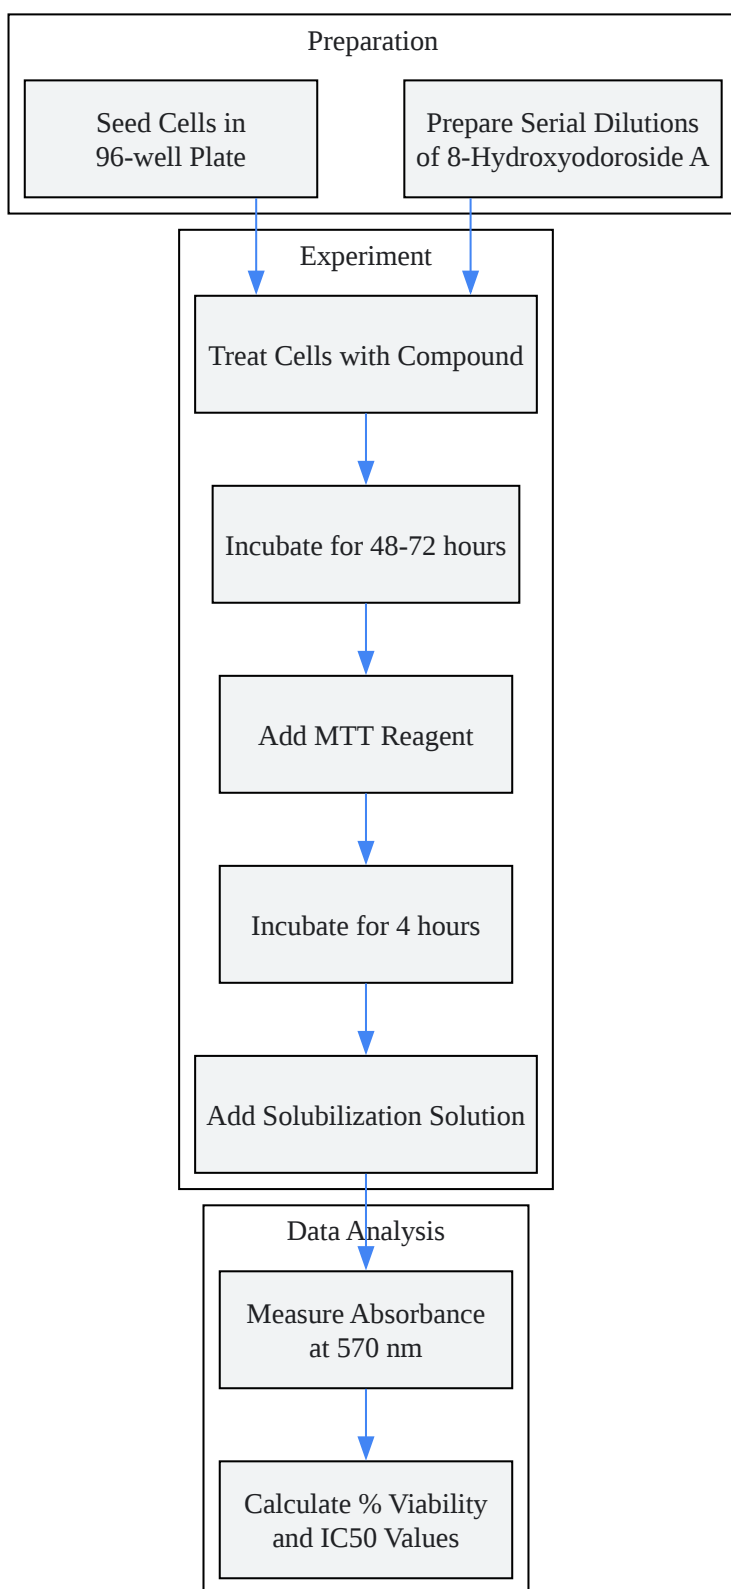 Preparation
Seed Cells in
96-well Plate
Prepare Serial Dilutions
of 8-Hydroxyodoroside A
Experiment
Treat Cells with Compound
Incubate for 48-72 hours
Add MTT Reagent
Incubate for 4 hours
Add Solubilization Solution
Data Analysis
Measure Absorbance
at 570 nm
Calculate % Viability
and IC50 Values